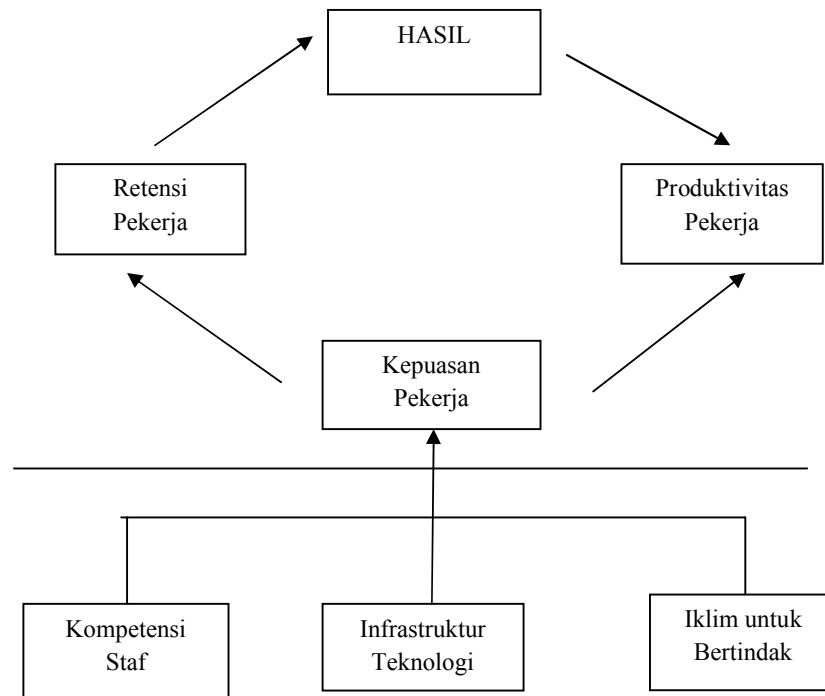 HASIL
Retensi
Pekerja
Produktivitas
Pekerja
Kepuasan
Pekerja
Kompetensi
Staf
Infrastruktur
Teknologi
Iklim untuk
Bertindak